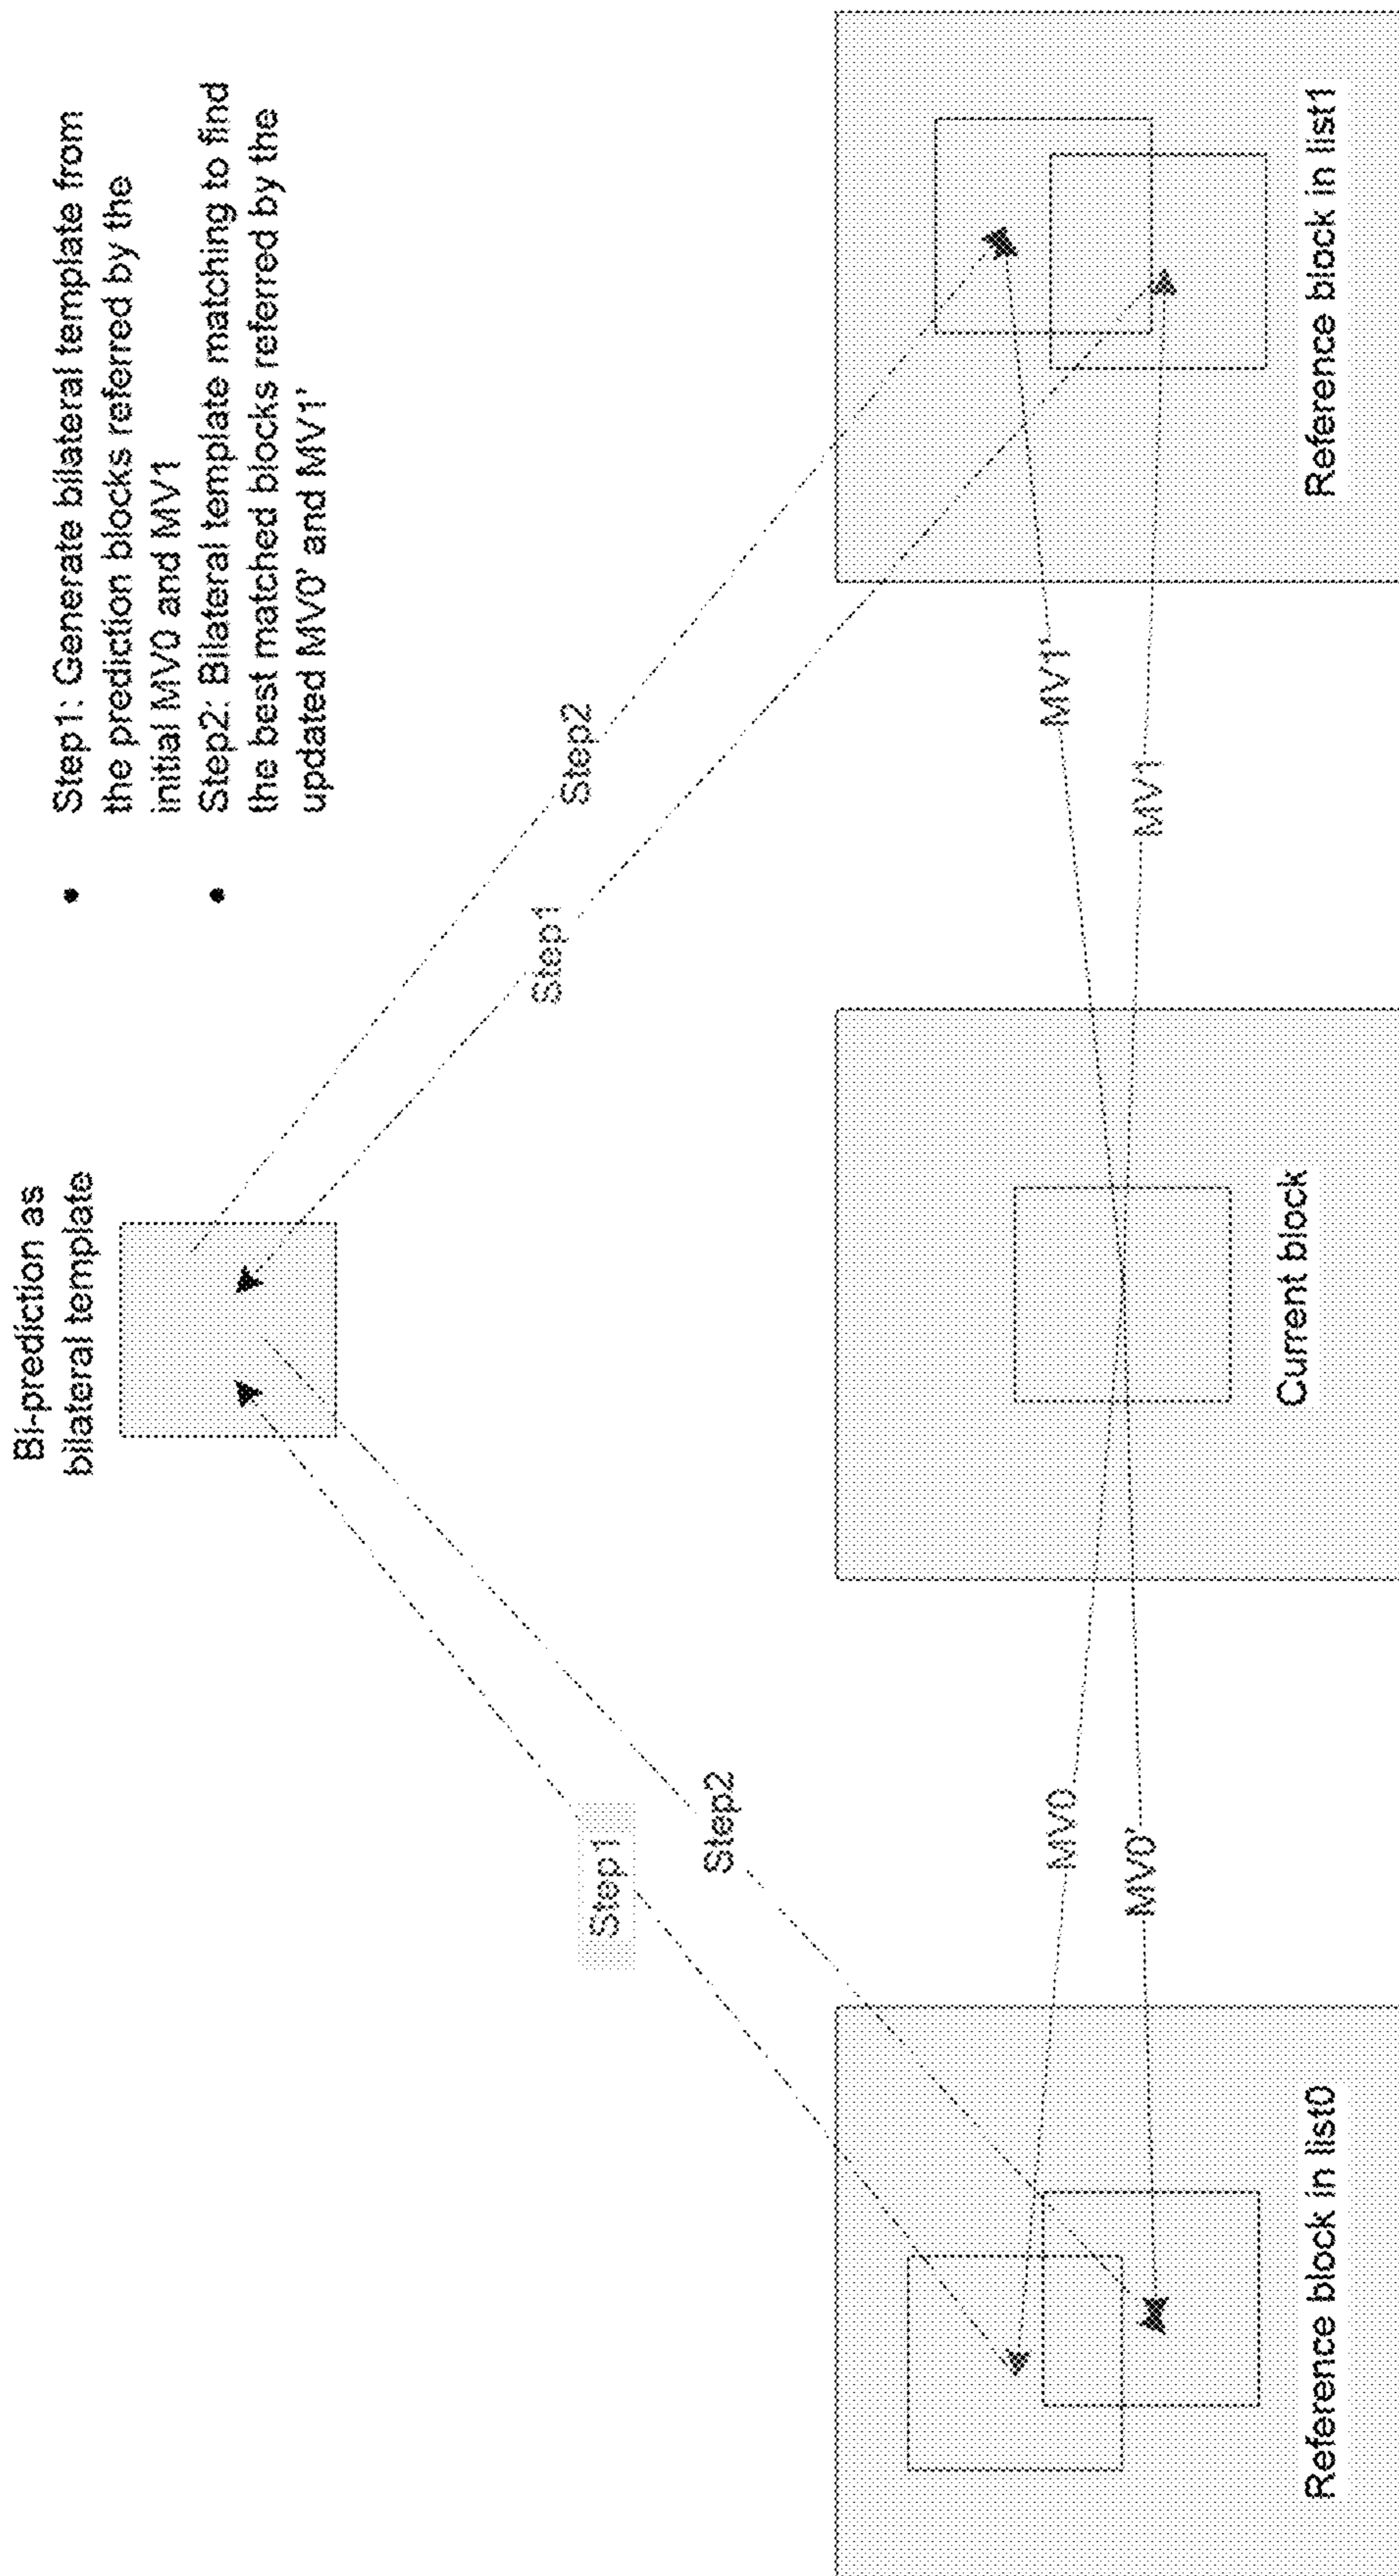 Bi-prediction as
bilateral template
• Step1: Generate bilateral template from
the prediction blocks referred by the
initial MV0 and MV1
• Step2: Bilateral template matching to find
the best matched blocks referred by the
updated MV0' and MV1'
Step1
Step2
Step1
Step2
MV0
MV0'
MV1'
MV1
Reference block in list0
Current block
Reference block in list1